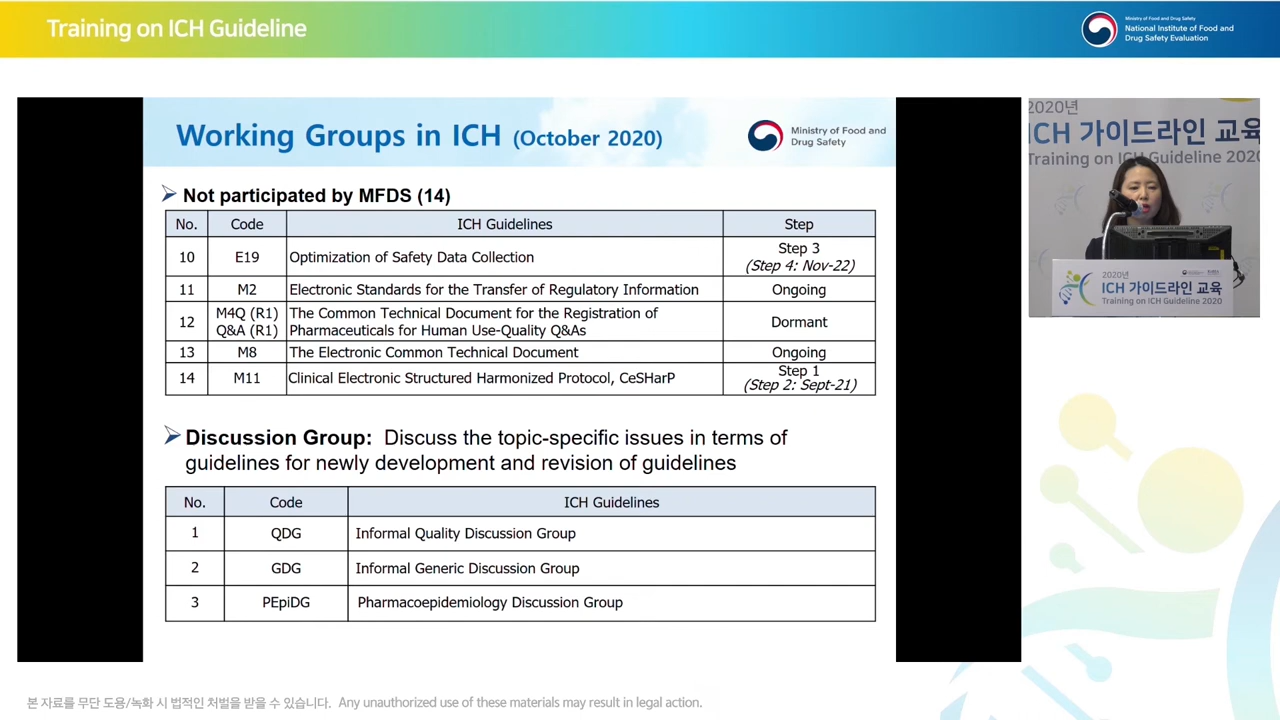 Training on ICH Guideline
Ministry of Food and Drug Safety
National Institute of Food and
Drug Safety Evaluation
Working Groups in ICH (October 2020)
Ministry of Food and
Drug Safety
Not participated by MFDS (14)
No. Code ICH Guidelines Step
10 E19 Optimization of Safety Data Collection Step 3
(Step 4: Nov-22)
11 M2 Electronic Standards for the Transfer of Regulatory Information Ongoing
12 M4Q (R1) The Common Technical Document for the Registration of Dormant
Q&A (R1) Pharmaceuticals for Human Use-Quality Q&As
13 M8 The Electronic Common Technical Document Ongoing
14 M11 Clinical Electronic Structured Harmonized Protocol, CeSHarP Step 1
(Step 2: Sept-21)
Discussion Group: Discuss the topic-specific issues in terms of
guidelines for newly development and revision of guidelines
No. Code ICH Guidelines
1 QDG Informal Quality Discussion Group
2 GDG Informal Generic Discussion Group
3 PEpiDG Pharmacoepidemiology Discussion Group
2020년
ICH 가이드라인 교육
Training on ICH Guideline 2020
2020년
ICH 가이드라인 교육
Training on ICH Guideline 2020
본 자료를 무단 도용/녹화 시 법적인 처벌을 받을 수 있습니다. Any unauthorized use of these materials may result in legal action.